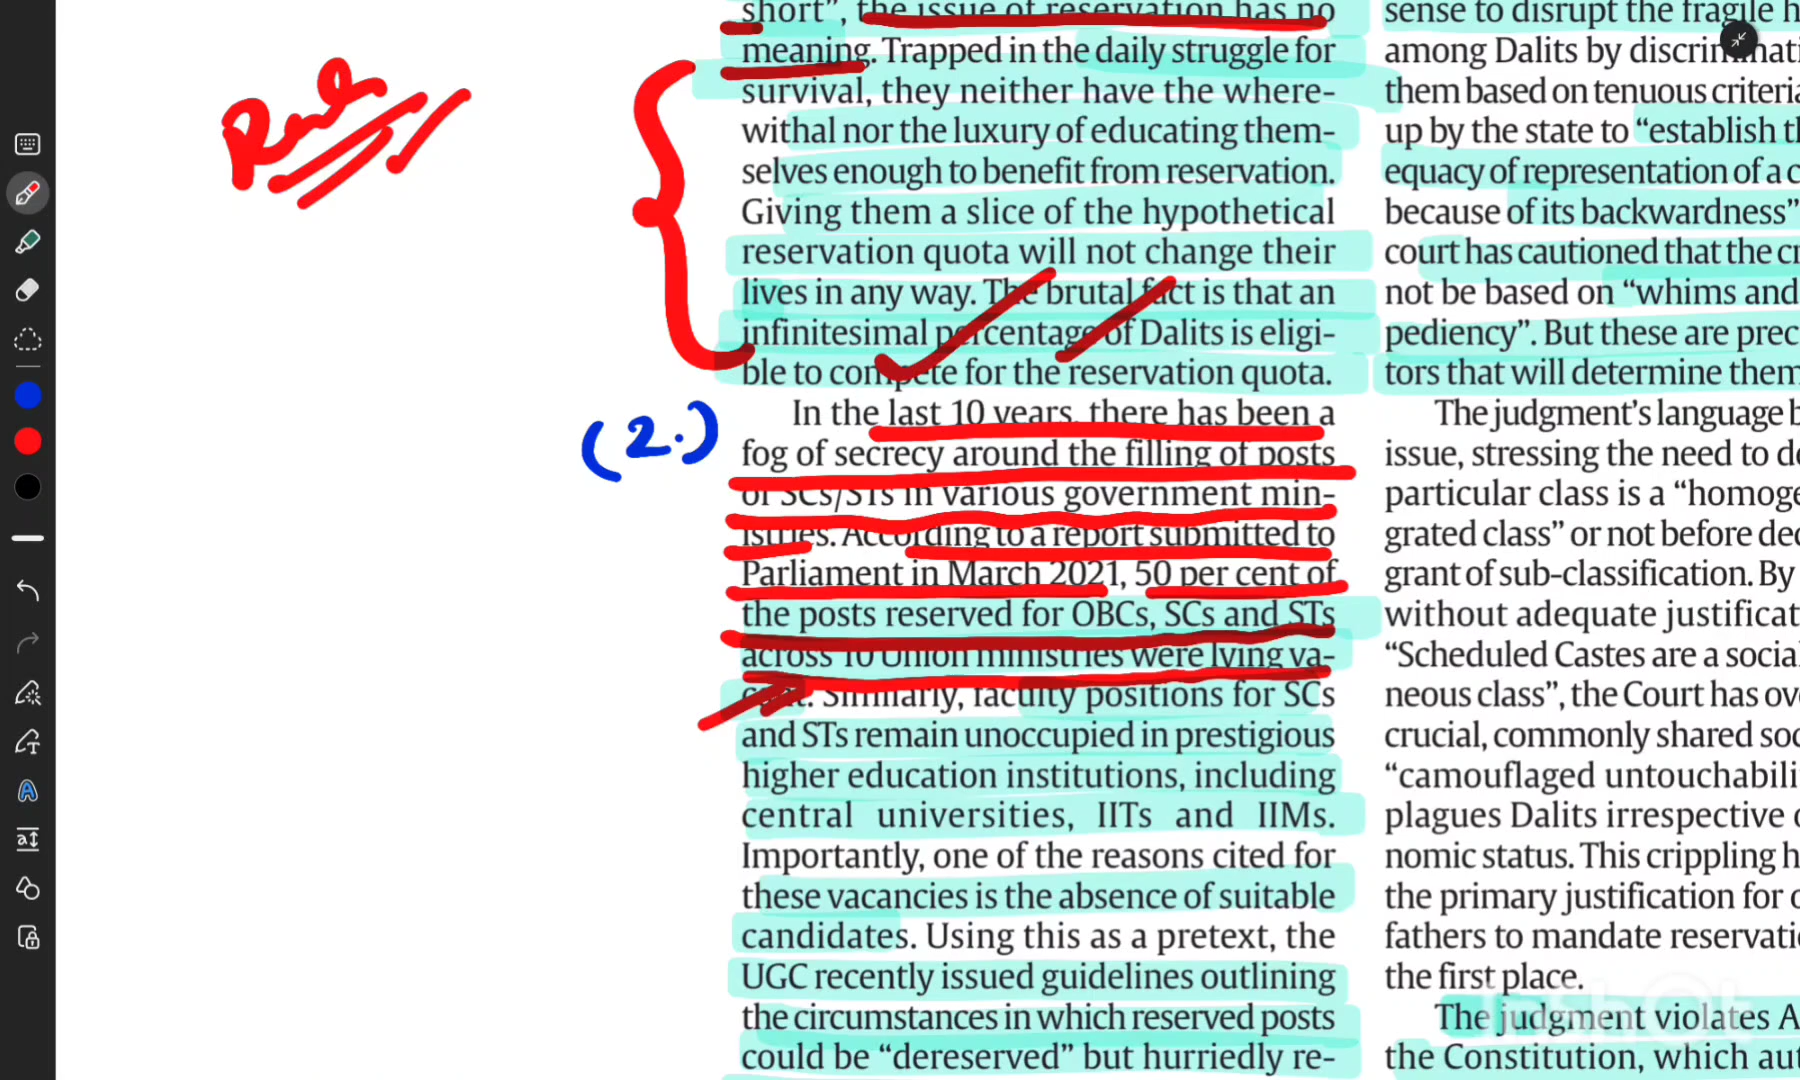 Real
(2.)
short”, the issue of reservation has no
meaning. Trapped in the daily struggle for
survival, they neither have the where-
withal nor the luxury of educating them-
selves enough to benefit from reservation.
Giving them a slice of the hypothetical
reservation quota will not change their
lives in any way. The brutal fact is that an
infinitesimal percentage of Dalits is eligi-
ble to compete for the reservation quota.
In the last 10 years, there has been a
fog of secrecy around the filling of posts
of SCs/STs in various government min-
istries. According to a report submitted to
Parliament in March 2021, 50 per cent of
the posts reserved for OBCs, SCs and STs
across 10 Union ministries were lying va-
cant. Similarly, faculty positions for SCs
and STs remain unoccupied in prestigious
higher education institutions, including
central universities, IITs and IIMs.
Importantly, one of the reasons cited for
these vacancies is the absence of suitable
candidates. Using this as a pretext, the
UGC recently issued guidelines outlining
the circumstances in which reserved posts
could be “dereserved” but hurriedly re-
sense to disrupt the fragile h
among Dalits by discriminati
them based on tenuous criteria
up by the state to “establish th
equacy of representation of a c
because of its backwardness”
court has cautioned that the cr
not be based on “whims and
pediency”. But these are prec
tors that will determine them
The judgment’s language b
issue, stressing the need to de
particular class is a “homoge
grated class” or not before dec
grant of sub-classification. By
without adequate justificat
“Scheduled Castes are a social
neous class”, the Court has ov
crucial, commonly shared soc
“camouflaged untouchabili
plagues Dalits irrespective o
nomic status. This crippling h
the primary justification for o
fathers to mandate reservati
the first place.
The judgment violates A
the Constitution, which aut